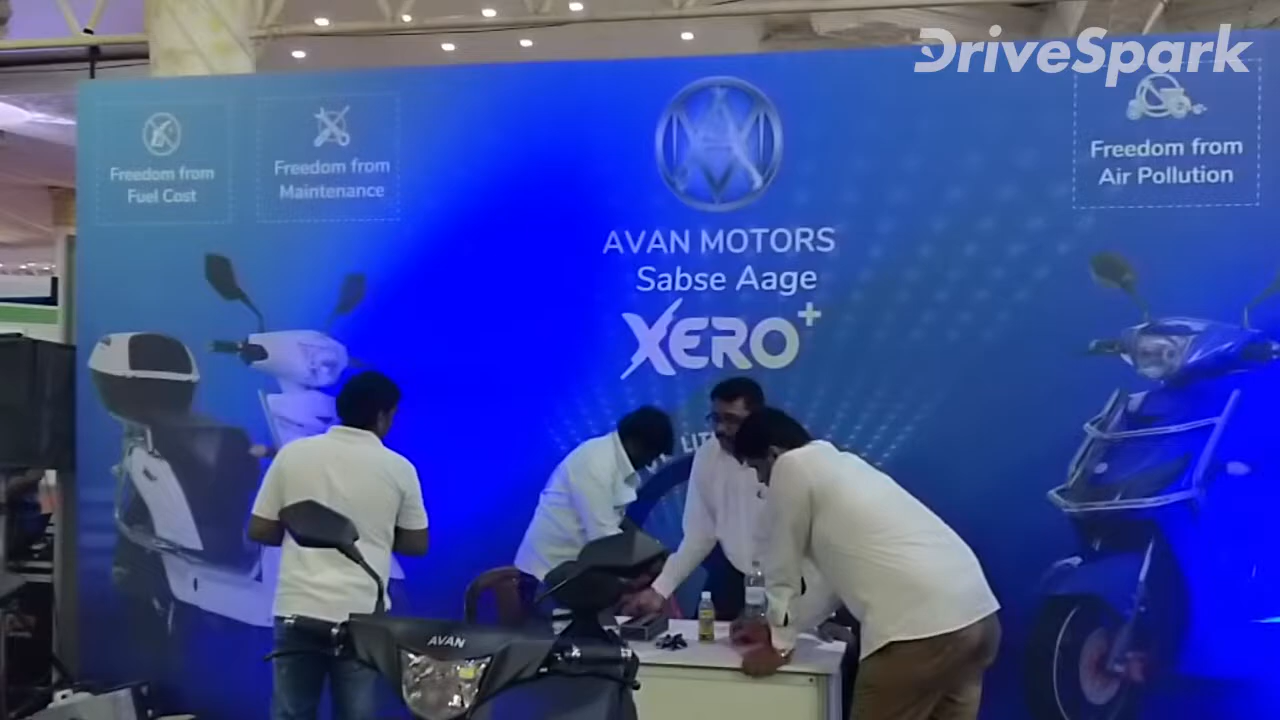 DriveSpark
Freedom from
Fuel Cost
Freedom from
Maintenance
Freedom from
Air Pollution
AVAN MOTORS
Sabse Aage
XERO+
AVAN